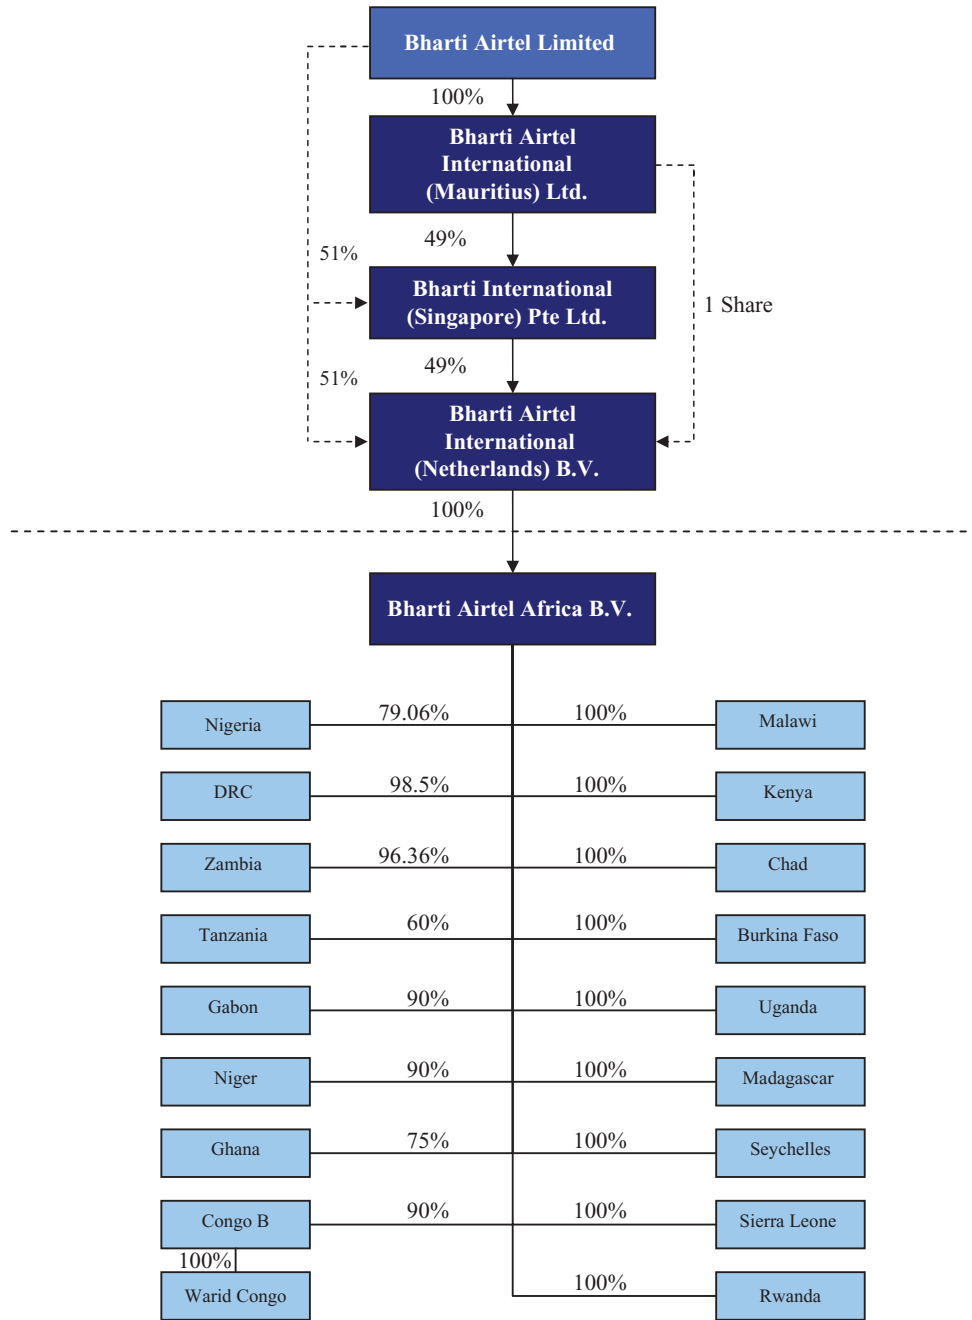 Bharti Airtel Limited
100%
Bharti Airtel
International
(Mauritius) Ltd.
49%
51%
Bharti International
(Singapore) Pte Ltd.
1 Share
49%
51%
Bharti Airtel
International
(Netherlands) B.V.
100%
Bharti Airtel Africa B.V.
Nigeria 79.06% 100% Malawi
DRC 98.5% 100% Kenya
Zambia 96.36% 100% Chad
Tanzania 60% 100% Burkina Faso
Gabon 90% 100% Uganda
Niger 90% 100% Madagascar
Ghana 75% 100% Seychelles
Congo B 90% 100% Sierra Leone
100%
Warid Congo 100% Rwanda